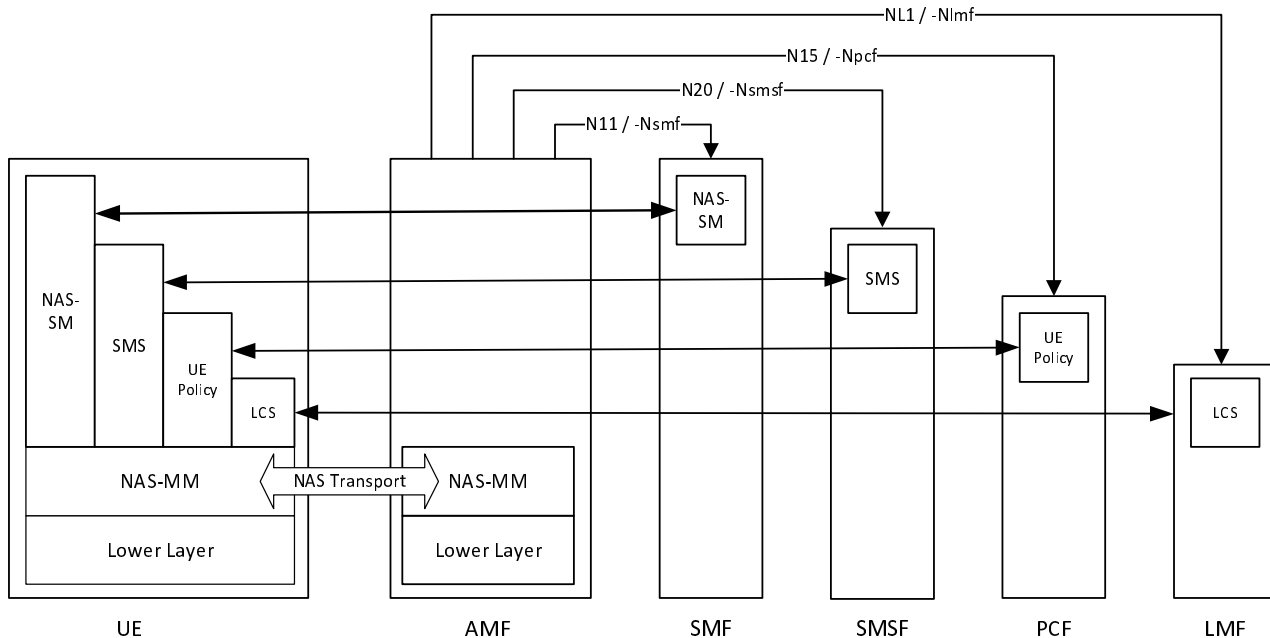 NL1 / -Nlmf
N15 / -Npcf
N20 / -Nsmsf
N11 / -Nsmf
NAS-
SM
SMS
UE
Policy
LCS
NAS-MM
Lower Layer
NAS Transport
NAS-MM
Lower Layer
NAS-
SM
SMS
UE
Policy
LCS
UE
AMF
SMF
SMSF
PCF
LMF